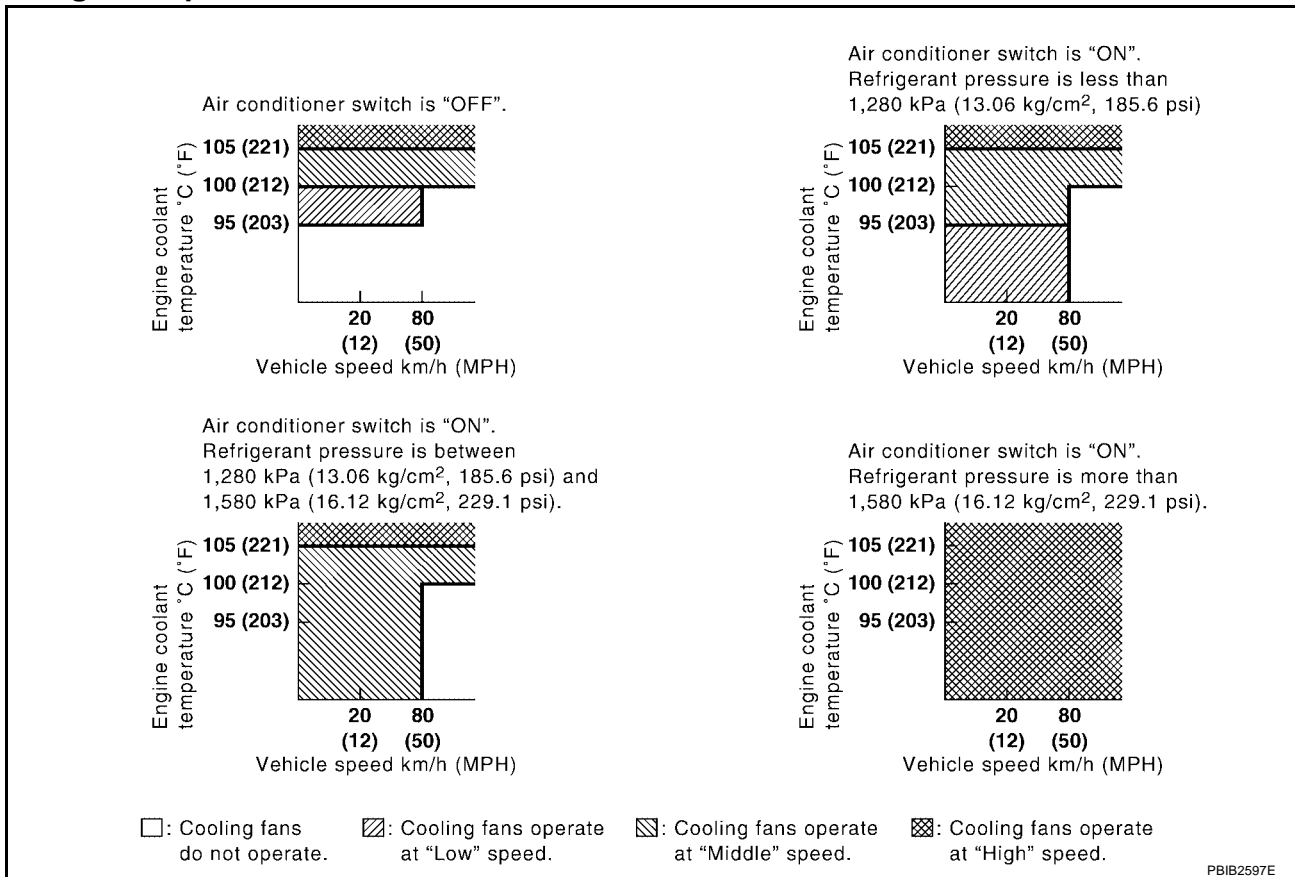 Air conditioner switch is “OFF”.
Engine coolant
temperature °C (°F)
105 (221)
100 (212)
95 (203)
20 80
(12) (50)
Vehicle speed km/h (MPH)
Air conditioner switch is “ON”.
Refrigerant pressure is less than
1,280 kPa (13.06 kg/cm², 185.6 psi)
Engine coolant
temperature °C (°F)
105 (221)
100 (212)
95 (203)
20 80
(12) (50)
Vehicle speed km/h (MPH)
Air conditioner switch is “ON”.
Refrigerant pressure is between
1,280 kPa (13.06 kg/cm², 185.6 psi) and
1,580 kPa (16.12 kg/cm², 229.1 psi).
Engine coolant
temperature °C (°F)
105 (221)
100 (212)
95 (203)
20 80
(12) (50)
Vehicle speed km/h (MPH)
Air conditioner switch is “ON”.
Refrigerant pressure is more than
1,580 kPa (16.12 kg/cm², 229.1 psi).
Engine coolant
temperature °C (°F)
105 (221)
100 (212)
95 (203)
20 80
(12) (50)
Vehicle speed km/h (MPH)
: Cooling fans
do not operate.
: Cooling fans operate
at “Low” speed.
: Cooling fans operate
at “Middle” speed.
: Cooling fans operate
at “High” speed.
PBIB2597E